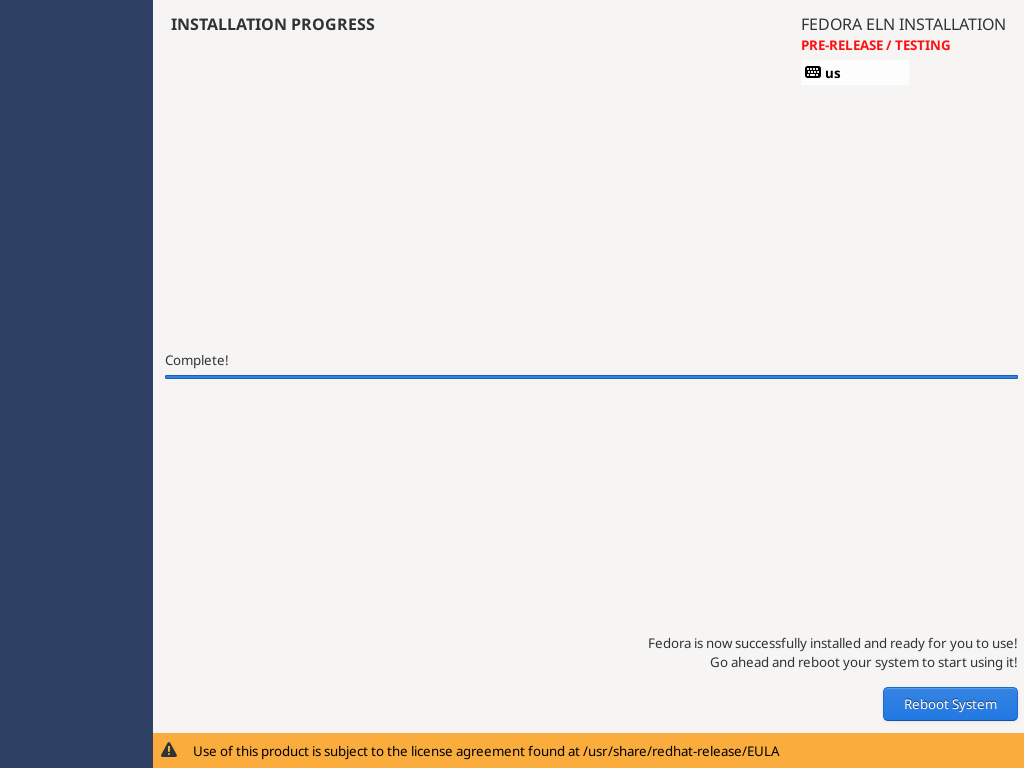 INSTALLATION PROGRESS
FEDORA ELN INSTALLATION
PRE-RELEASE / TESTING
us
Complete!
Fedora is now successfully installed and ready for you to use!
Go ahead and reboot your system to start using it!
Reboot System
Use of this product is subject to the license agreement found at /usr/share/redhat-release/EULA